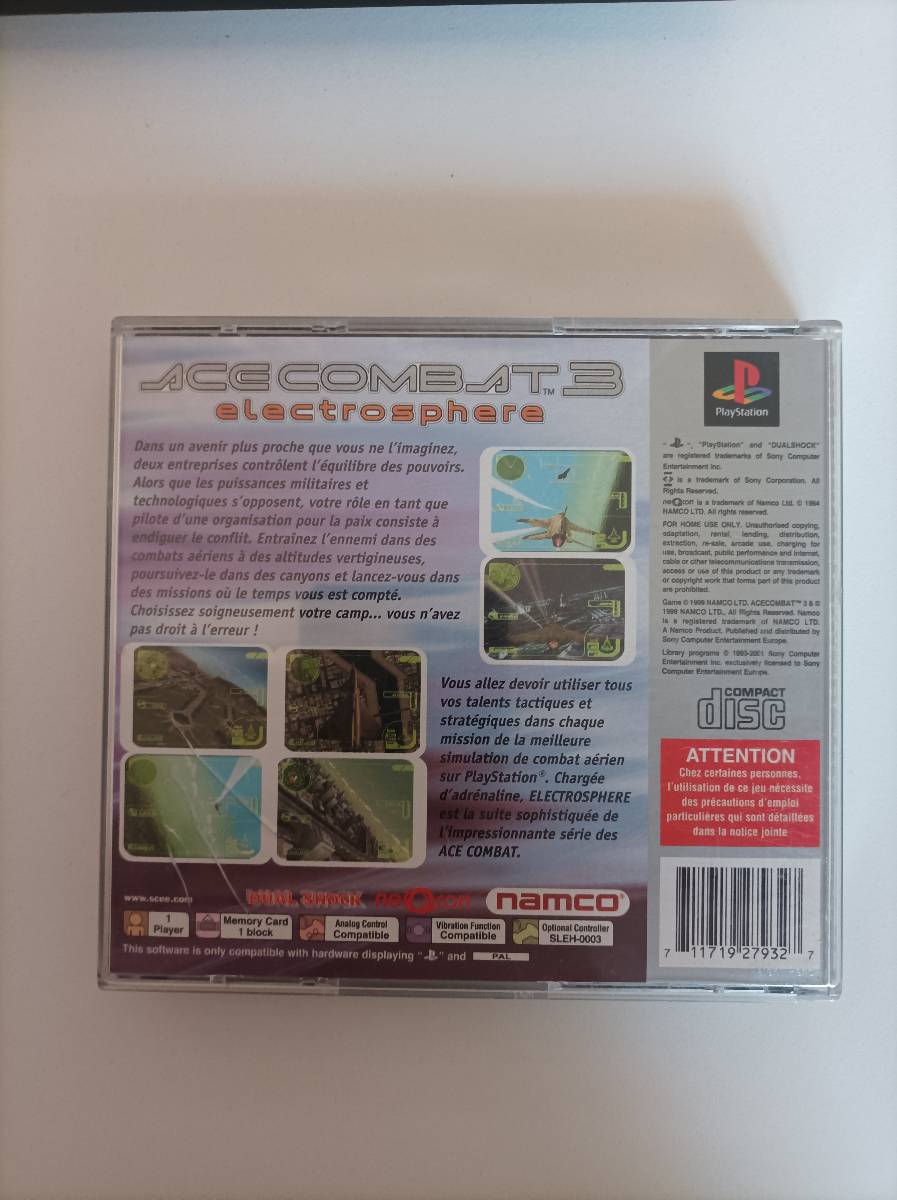 ACE COMBAT™ 3
electrosphere
Dans un avenir plus proche que vous ne l'imaginez,
deux entreprises contrôlent l'équilibre des pouvoirs.
Alors que les puissances militaires et
technologiques s'opposent, votre rôle en tant que
pilote d'une organisation pour la paix consiste à
endiguer le conflit. Entraînez l'ennemi dans des
combats aériens à des altitudes vertigineuses,
poursuivez-le dans des canyons et lancez-vous dans
des missions où le temps vous est compté.
Choisissez soigneusement votre camp... vous n'avez
pas droit à l'erreur !
Vous allez devoir utiliser tous
vos talents tactiques et
stratégiques dans chaque
mission de la meilleure
simulation de combat aérien
sur PlayStation®. Chargée
d'adrénaline, ELECTROSPHERE
est la suite sophistiquée de
l'impressionnante série des
ACE COMBAT.
www.scee.com
DUAL SHOCK
neGcon
namco®
1
Player
Memory Card
1 block
Analog Control
Compatible
Vibration Function
Compatible
Optional Controller
SLEH-0003
This software is only compatible with hardware displaying " " and PAL
PlayStation
" ", "PlayStation" and "DUALSHOCK"
are registered trademarks of Sony Computer
Entertainment Inc.
is a trademark of Sony Corporation. All
Rights Reserved.
neGcon is a trademark of Namco Ltd. © 1994
NAMCO LTD. All rights reserved.
FOR HOME USE ONLY. Unauthorised copying,
adaptation, rental, lending, distribution,
extraction, re-sale, arcade use, charging for
use, broadcast, public performance and internet,
cable or other telecommunications transmission,
access or use of this product or any trademark
or copyright work that forms part of this product
are prohibited.
Game © 1999 NAMCO LTD. ACECOMBAT™ 3 & ©
1999 NAMCO LTD., All Rights Reserved. Namco
is a registered trademark of NAMCO LTD.
A Namco Product. Published and distributed by
Sony Computer Entertainment Europe.
Library programs © 1993-2001 Sony Computer
Entertainment Inc. exclusively licensed to Sony
Computer Entertainment Europe.
COMPACT
disc
ATTENTION
Chez certaines personnes,
l'utilisation de ce jeu nécessite
des précautions d'emploi
particulières qui sont détaillées
dans la notice jointe
7 11719 27932 7